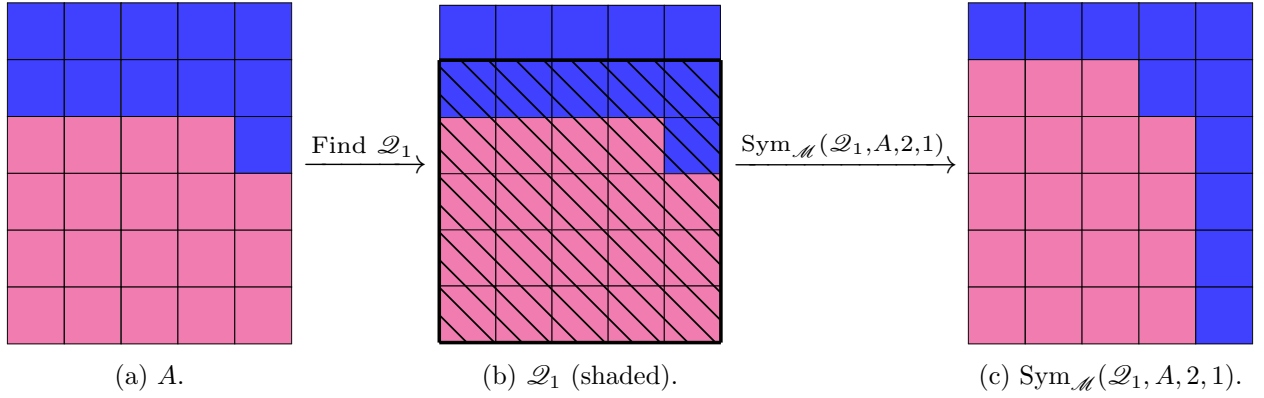 Find 𝒬₁
Sym_ℳ(𝒬₁,A,2,1)
(a) A.
(b) 𝒬₁ (shaded).
(c) Sym_ℳ(𝒬₁, A, 2, 1).